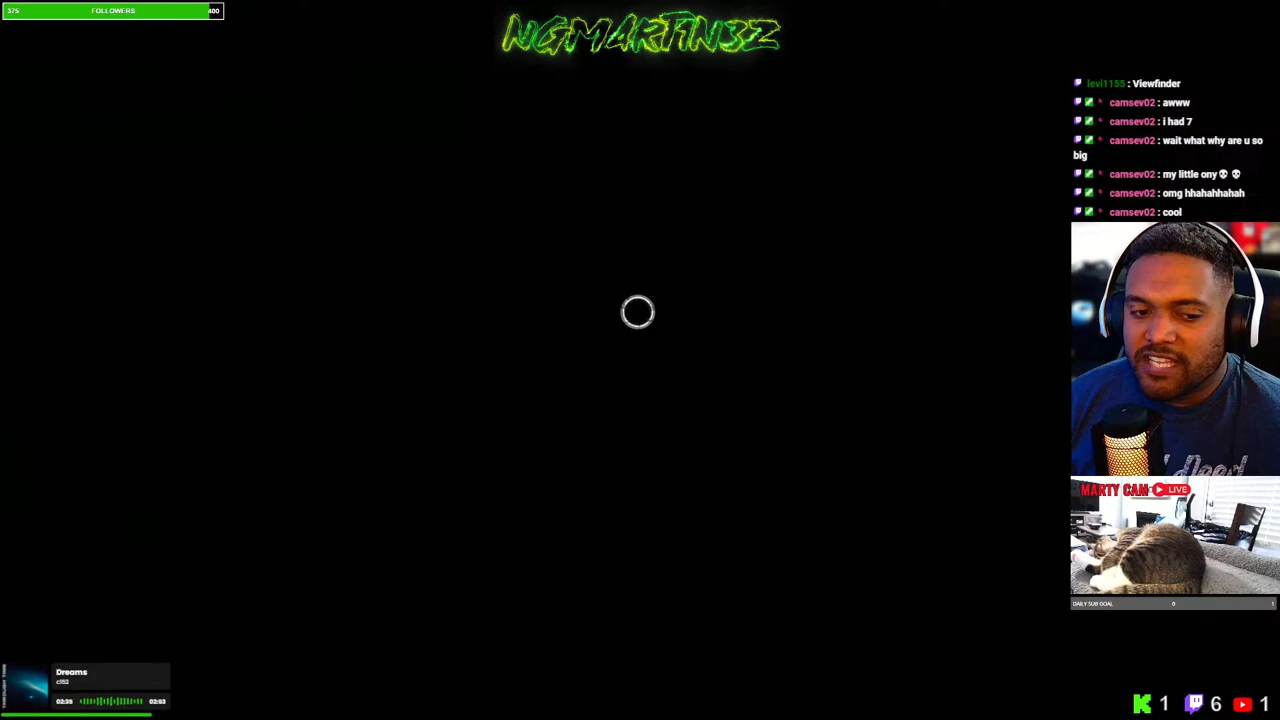 375 FOLLOWERS 400
NGMART1N3Z
levi1155 : Viewfinder
camsev02 : awww
camsev02 : i had 7
camsev02 : wait what why are u so
big
camsev02 : my little ony💀 💀
camsev02 : omg hhahahhahah
camsev02 : cool
MARTY CAM LIVE
DAILY SUB GOAL 0 1
Dreams
02:35 02:53
K 1 6 1